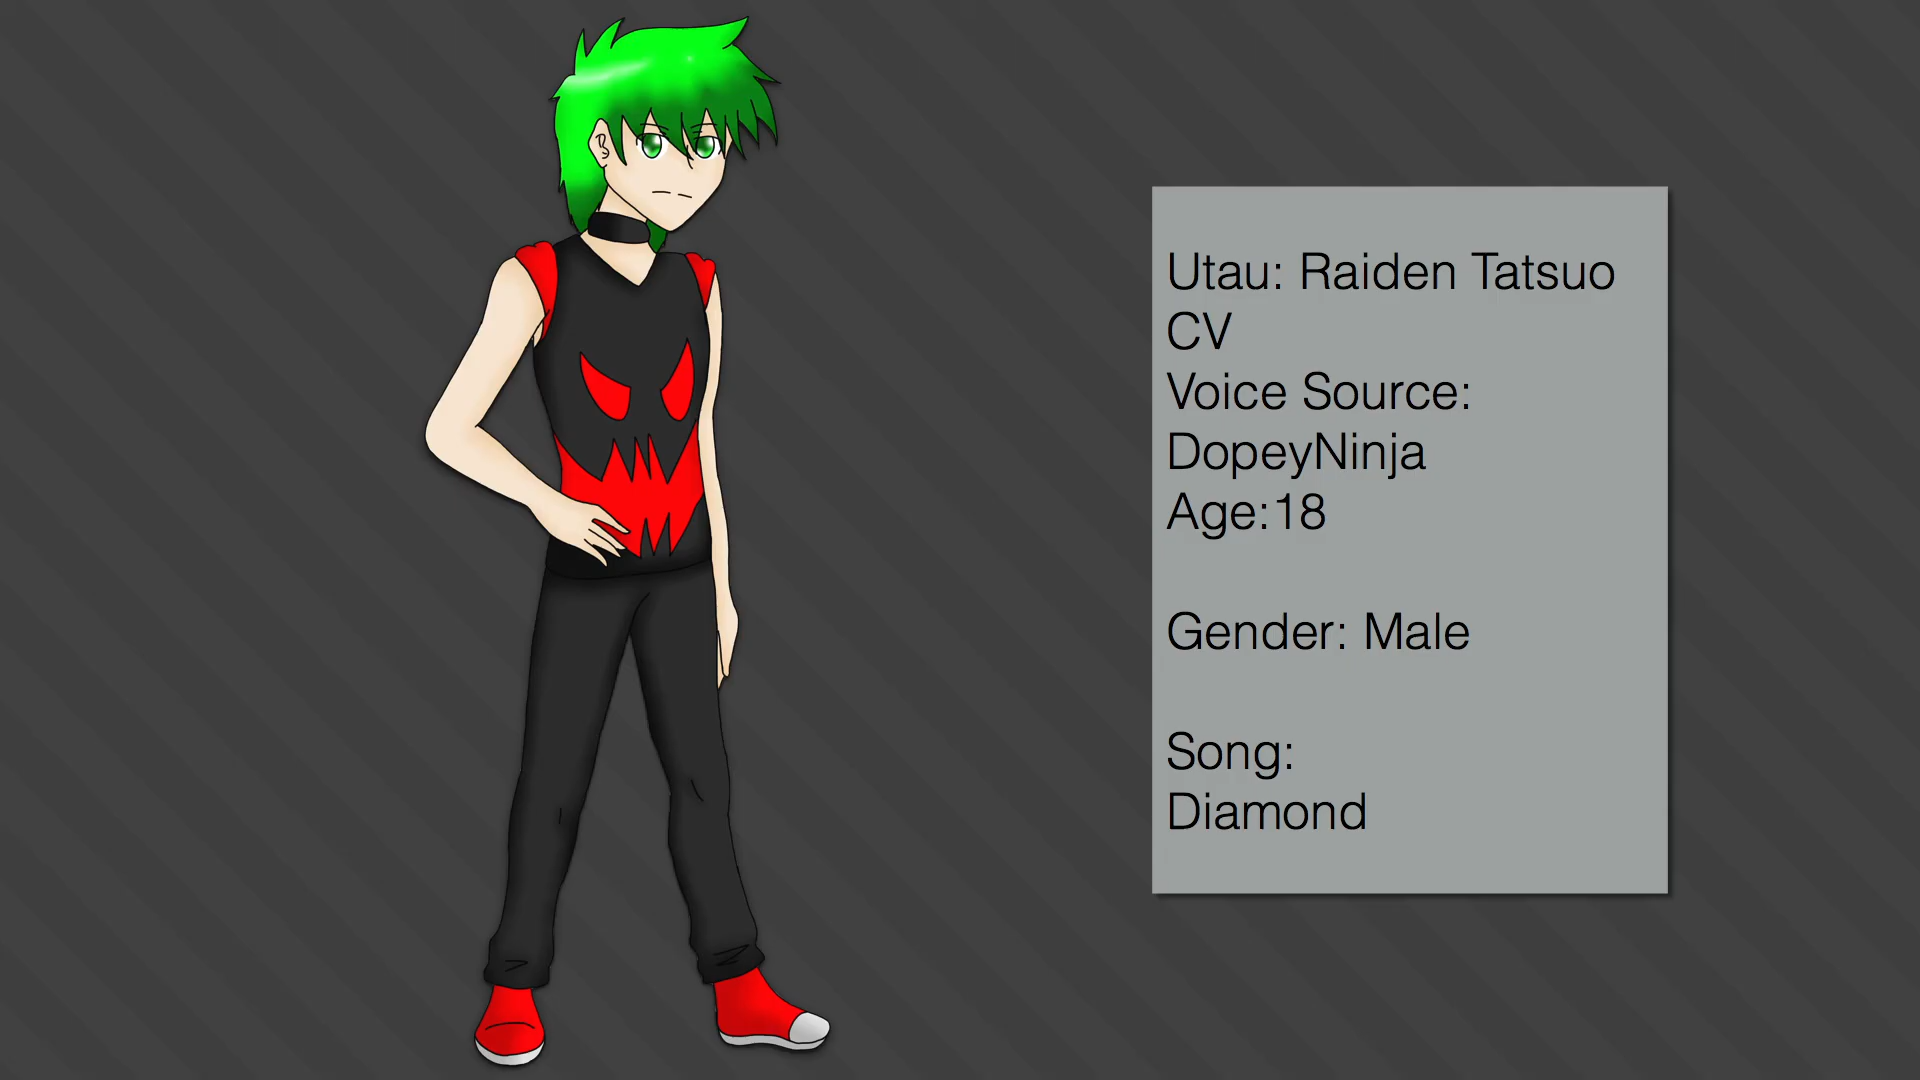 Utau: Raiden Tatsuo
CV
Voice Source:
DopeyNinja
Age:18
Gender: Male
Song:
Diamond